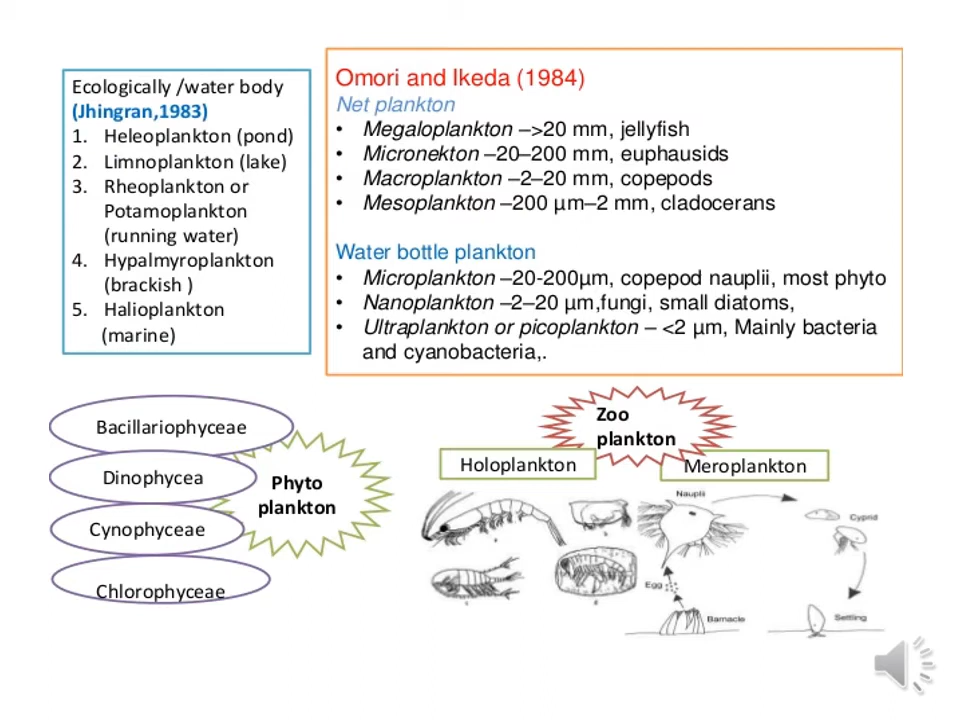 Ecologically /water body
(Jhingran,1983)
1. Heleoplankton (pond)
2. Limnoplankton (lake)
3. Rheoplankton or
Potamoplankton
(running water)
4. Hypalmyroplankton
(brackish )
5. Halioplankton
(marine)
Omori and Ikeda (1984)
Net plankton
• Megaloplankton –>20 mm, jellyfish
• Micronekton –20–200 mm, euphausids
• Macroplankton –2–20 mm, copepods
• Mesoplankton –200 µm–2 mm, cladocerans
Water bottle plankton
• Microplankton –20-200µm, copepod nauplii, most phyto
• Nanoplankton –2–20 µm,fungi, small diatoms,
• Ultraplankton or picoplankton – <2 µm, Mainly bacteria
and cyanobacteria,.
Bacillariophyceae
Dinophycea
Cynophyceae
Chlorophyceae
Phyto
plankton
Zoo
plankton
Holoplankton
Meroplankton
Nauplii
Cyprid
Egg
Barnacle
Settling
b
c
d